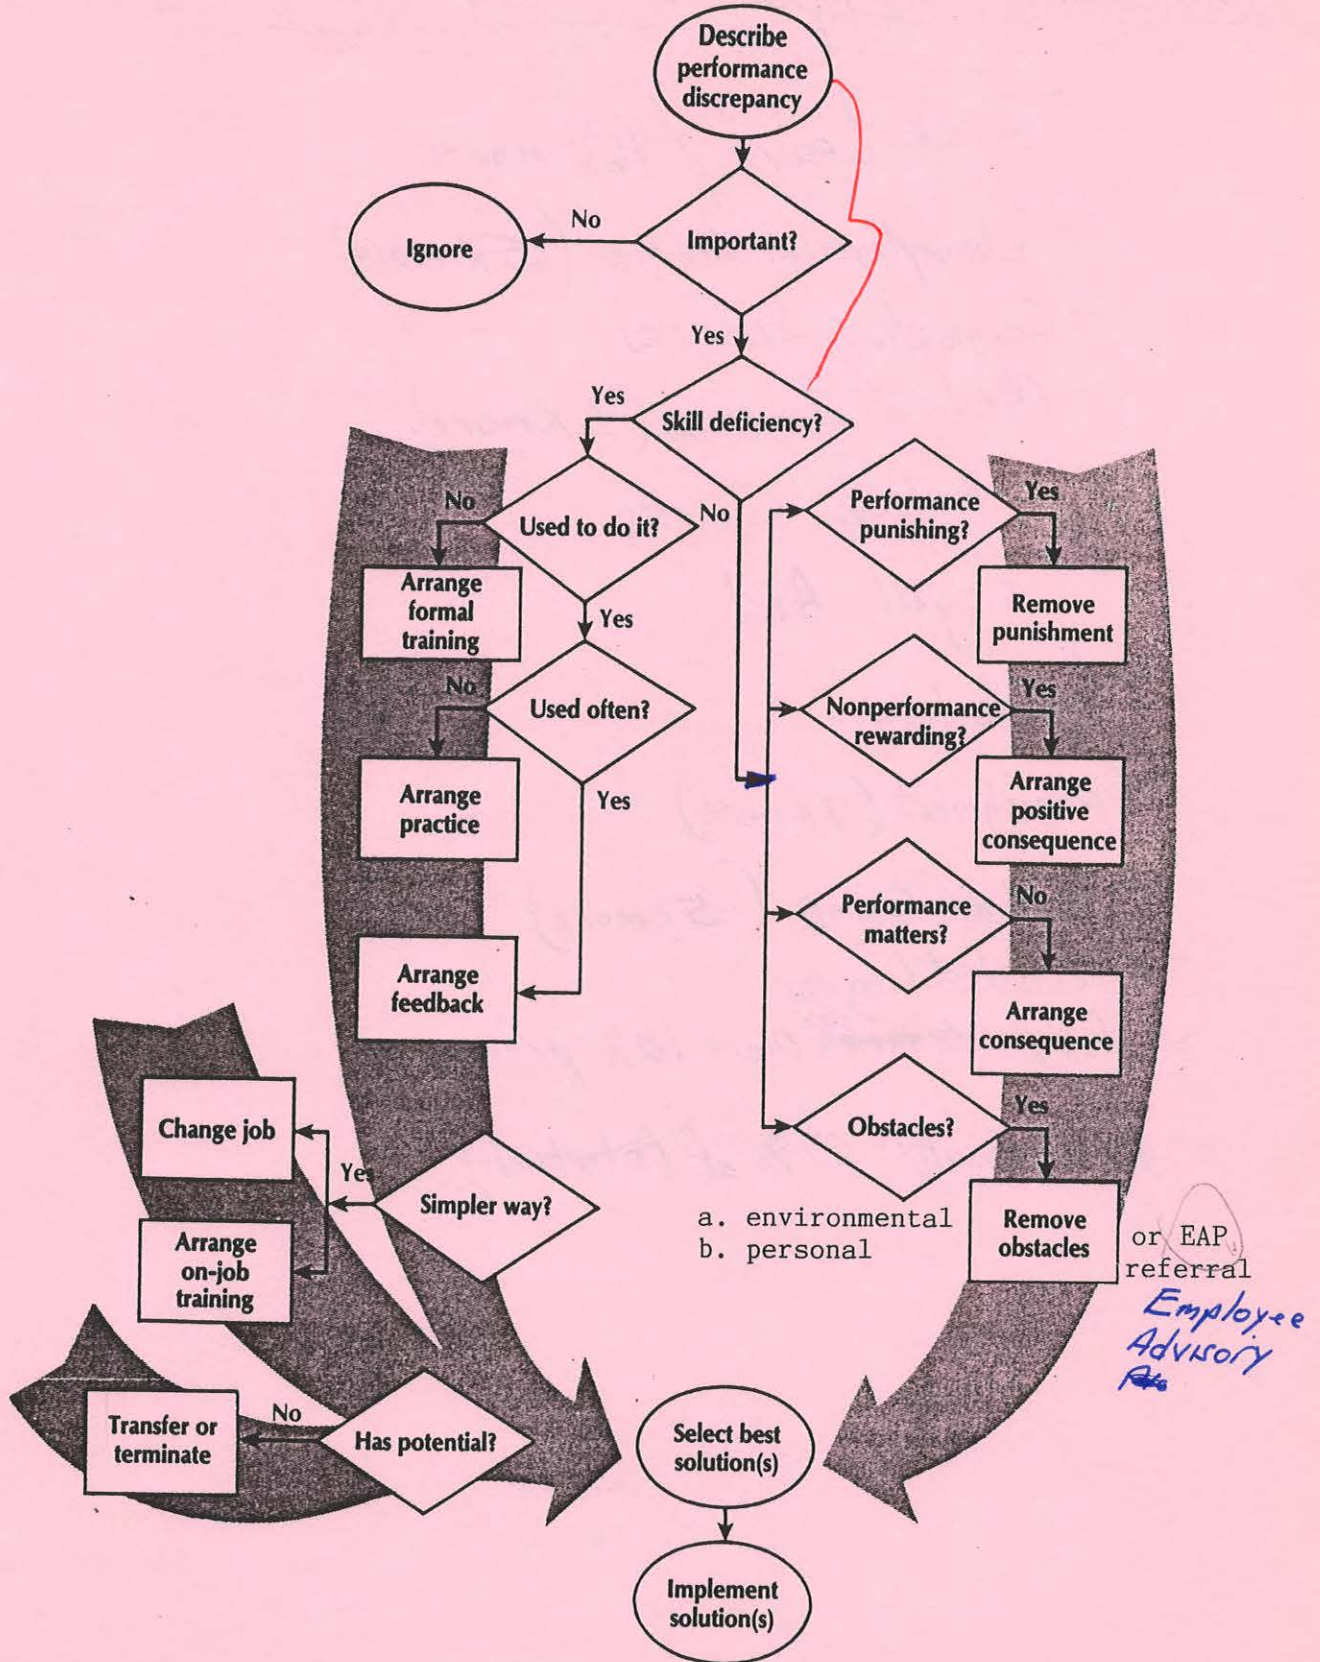 Describe
performance
discrepancy
No
Important?
Ignore
Yes
Yes
Skill deficiency?
No
Used to do it?
No
Performance
punishing?
Yes
Arrange
formal
training
Yes
Remove
punishment
No
Used often?
Nonperformance
rewarding?
Yes
Arrange
practice
Yes
Arrange
positive
consequence
Performance
matters?
No
Arrange
feedback
Arrange
consequence
Change job
Yes
Simpler way?
Obstacles?
Yes
Arrange
on-job
training
a. environmental
b. personal
Remove
obstacles
or EAP
referral
Employee
Advisory
Transfer or
terminate
No
Has potential?
Select best
solution(s)
Implement
solution(s)